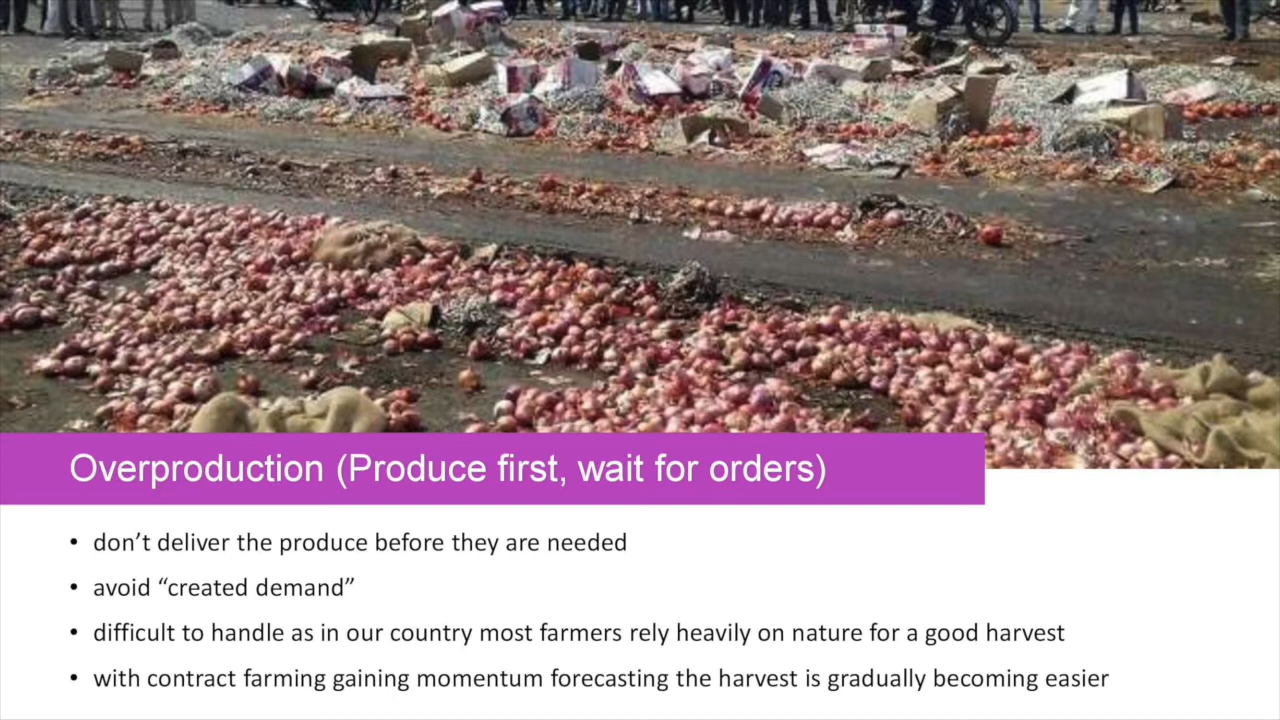 Overproduction (Produce first, wait for orders)
• don’t deliver the produce before they are needed
• avoid “created demand”
• difficult to handle as in our country most farmers rely heavily on nature for a good harvest
• with contract farming gaining momentum forecasting the harvest is gradually becoming easier